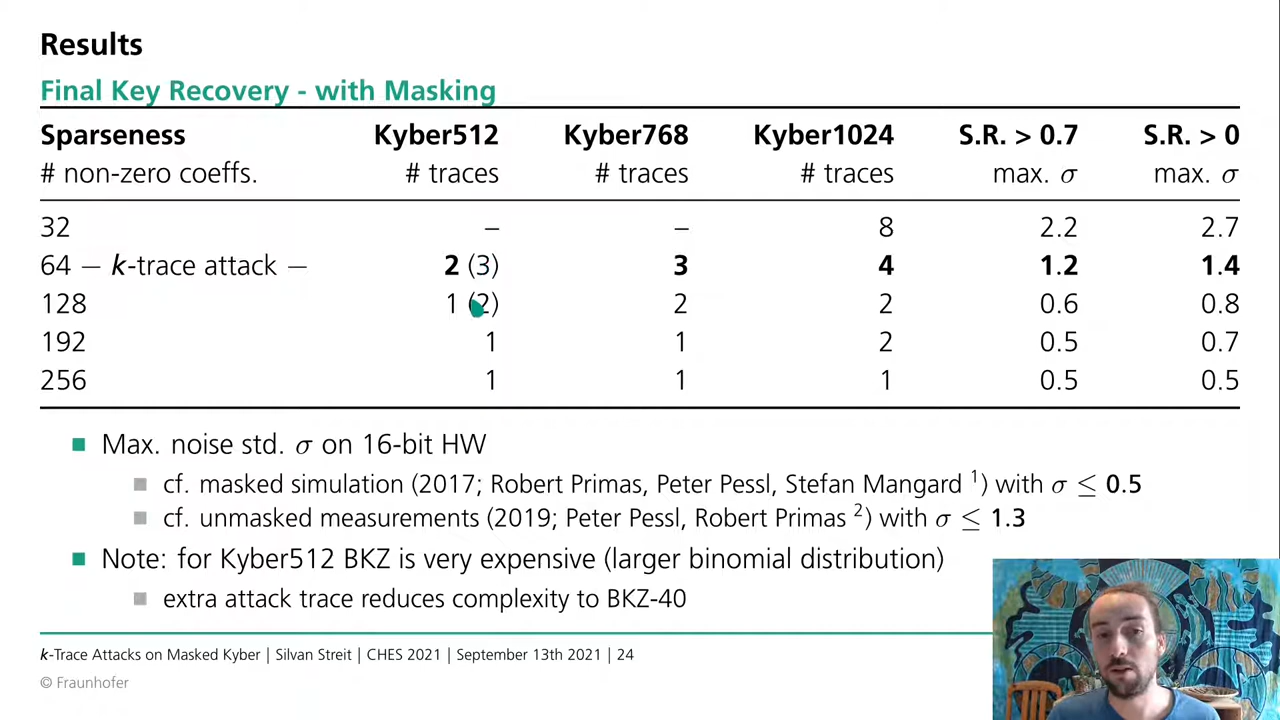 Results
Final Key Recovery - with Masking
Sparseness Kyber512 Kyber768 Kyber1024 S.R. > 0.7 S.R. > 0
# non-zero coeffs. # traces # traces # traces max. σ max. σ
32 – – 8 2.2 2.7
64 — k-trace attack — 2 (3) 3 4 1.2 1.4
128 1 (2) 2 2 0.6 0.8
192 1 1 2 0.5 0.7
256 1 1 1 0.5 0.5
Max. noise std. σ on 16-bit HW
cf. masked simulation (2017; Robert Primas, Peter Pessl, Stefan Mangard ¹) with σ ≤ 0.5
cf. unmasked measurements (2019; Peter Pessl, Robert Primas ²) with σ ≤ 1.3
Note: for Kyber512 BKZ is very expensive (larger binomial distribution)
extra attack trace reduces complexity to BKZ-40
k-Trace Attacks on Masked Kyber | Silvan Streit | CHES 2021 | September 13th 2021 | 24
© Fraunhofer